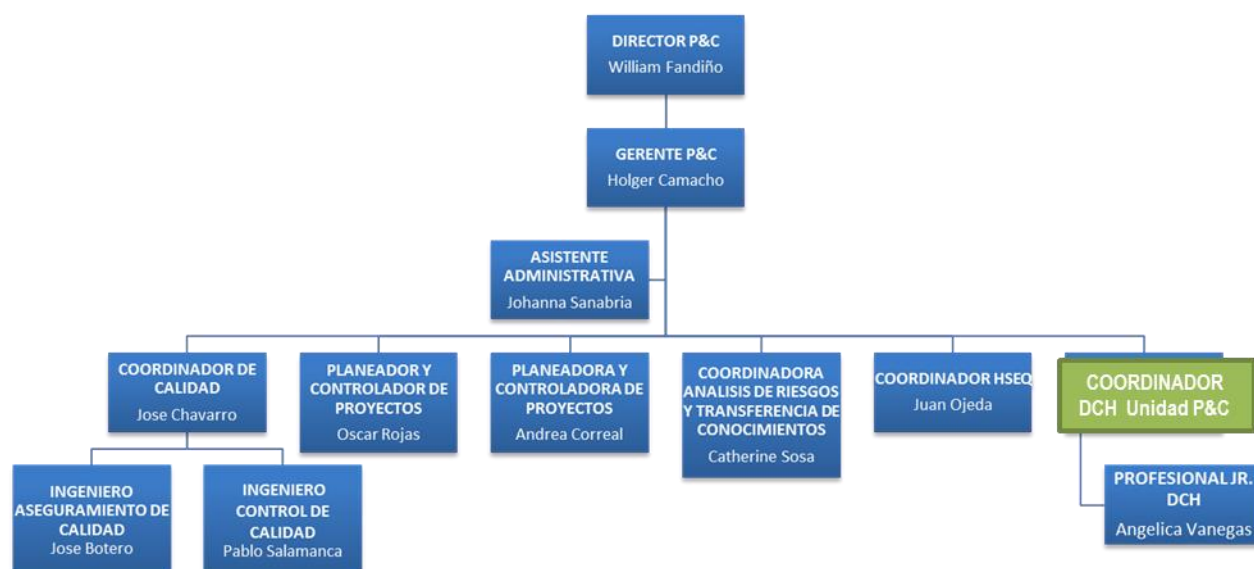 DIRECTOR P&C
William Fandiño
GERENTE P&C
Holger Camacho
ASISTENTE
ADMINISTRATIVA
Johanna Sanabria
COORDINADOR DE
CALIDAD
Jose Chavarro
PLANEADOR Y
CONTROLADOR DE
PROYECTOS
Oscar Rojas
PLANEADORA Y
CONTROLADORA DE
PROYECTOS
Andrea Correal
COORDINADORA
ANALISIS DE RIESGOS
Y TRANSFERENCIA DE
CONOCIMIENTOS
Catherine Sosa
COORDINADOR HSEQ
Juan Ojeda
COORDINADOR
DCH Unidad P&C
INGENIERO
ASEGURAMIENTO DE
CALIDAD
Jose Botero
INGENIERO
CONTROL DE
CALIDAD
Pablo Salamanca
PROFESIONAL JR.
DCH
Angelica Vanegas